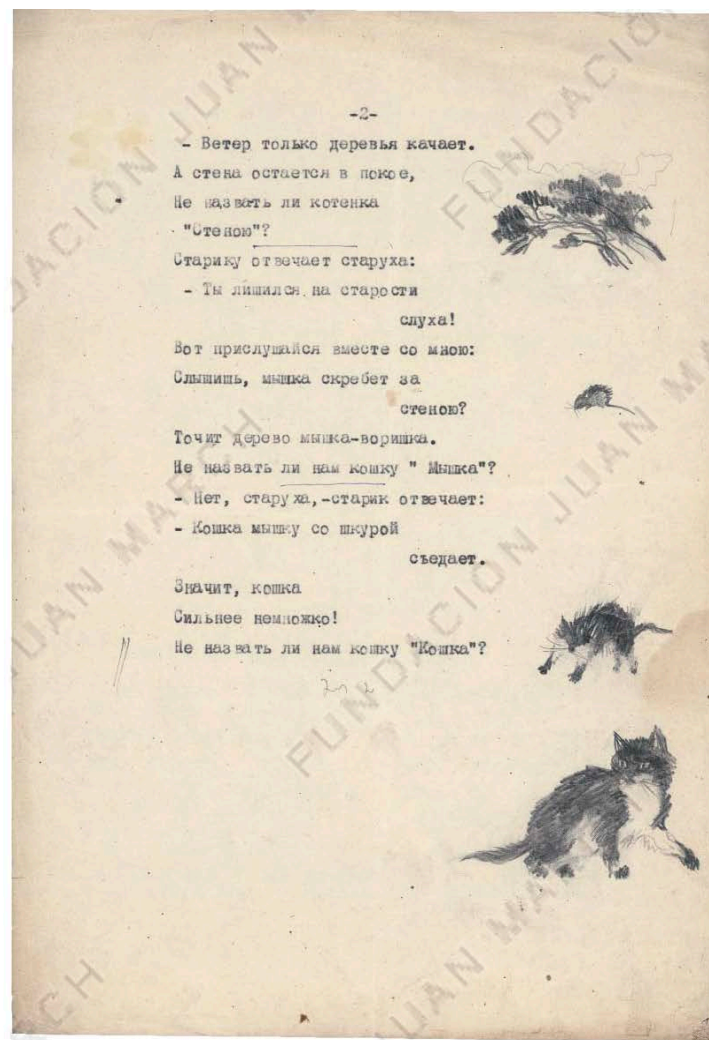 -2-
- Ветер только деревья качает.
А стена остается в покое,
Не назвать ли котенка
"Стеною"?
Старику отвечает старуха:
- Ты лишился на старости
слуха!
Вот прислушайся вместе со мною:
Слышишь, мышка скребет за
стеною?
Точит дерево мышка-воришка.
Не назвать ли нам кошку " Мышка"?
- Нет, старуха,-старик отвечает:
- Кошка мышку со шкурой
съедает.
Значит, кошка
Сильнее немножко!
Не назвать ли нам кошку "Кошка"?
FUNDACIÓN JUAN MARCH